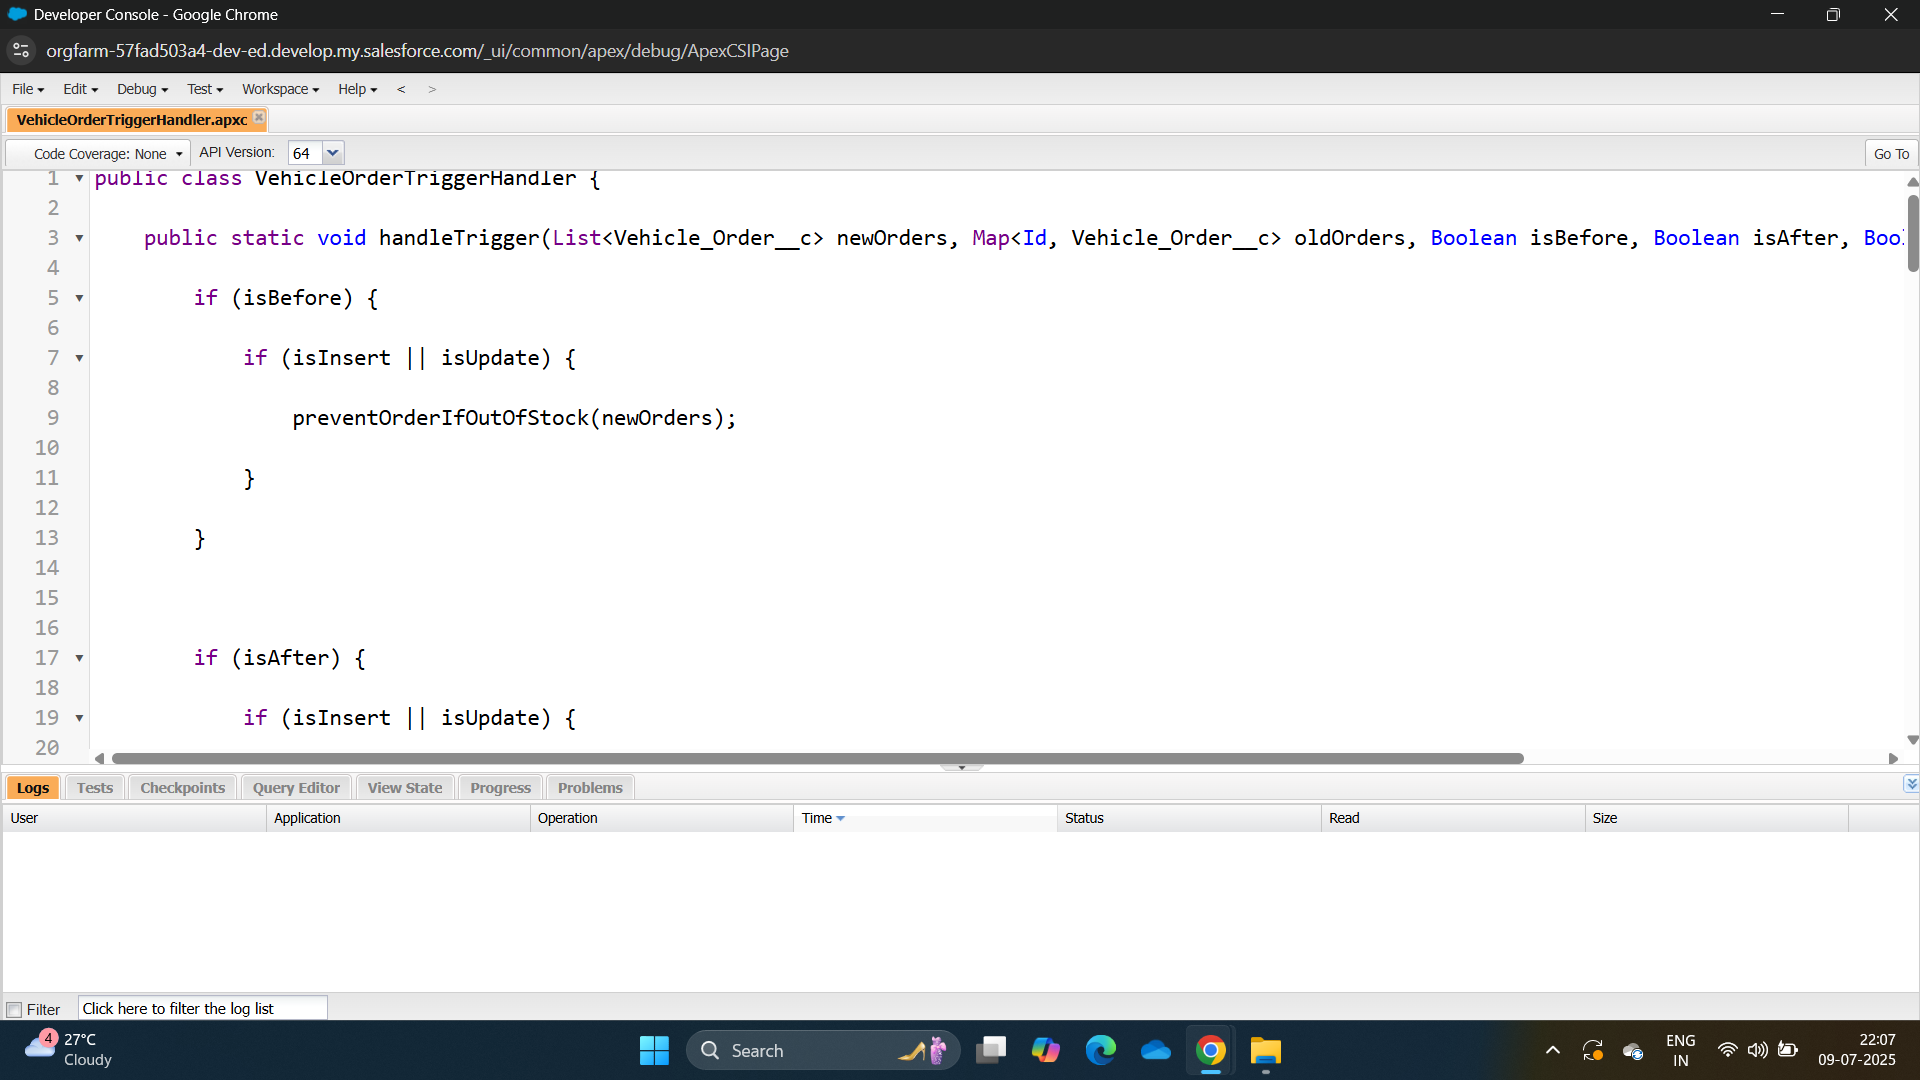 Developer Console - Google Chrome
orgfarm-57fad503a4-dev-ed.develop.my.salesforce.com/_ui/common/apex/debug/ApexCSIPage
File Edit Debug Test Workspace Help < >
VehicleOrderTriggerHandler.apxc
Code Coverage: None API Version: 64 Go To
1 public class VehicleOrderTriggerHandler {
2
3 public static void handleTrigger(List<Vehicle_Order__c> newOrders, Map<Id, Vehicle_Order__c> oldOrders, Boolean isBefore, Boolean isAfter, Bool
4
5 if (isBefore) {
6
7 if (isInsert || isUpdate) {
8
9 preventOrderIfOutOfStock(newOrders);
10
11 }
12
13 }
14
15
16
17 if (isAfter) {
18
19 if (isInsert || isUpdate) {
20
Logs Tests Checkpoints Query Editor View State Progress Problems
User Application Operation Time Status Read Size
Filter Click here to filter the log list
4 27°C
Cloudy
Search
ENG
IN
22:07
09-07-2025